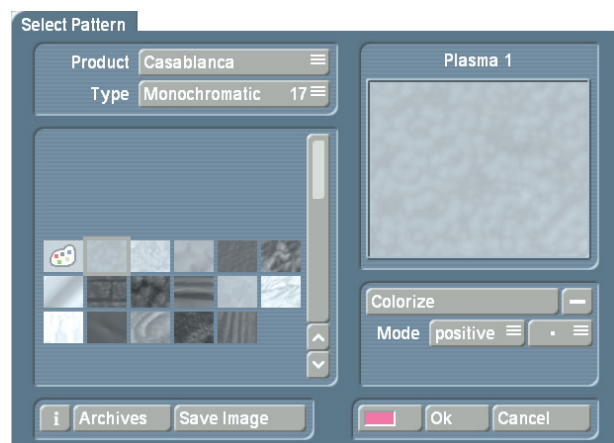 Select Pattern
Product Casablanca
Type Monochromatic 17
Plasma 1
Colorize
Mode positive
i Archives Save Image
Ok Cancel